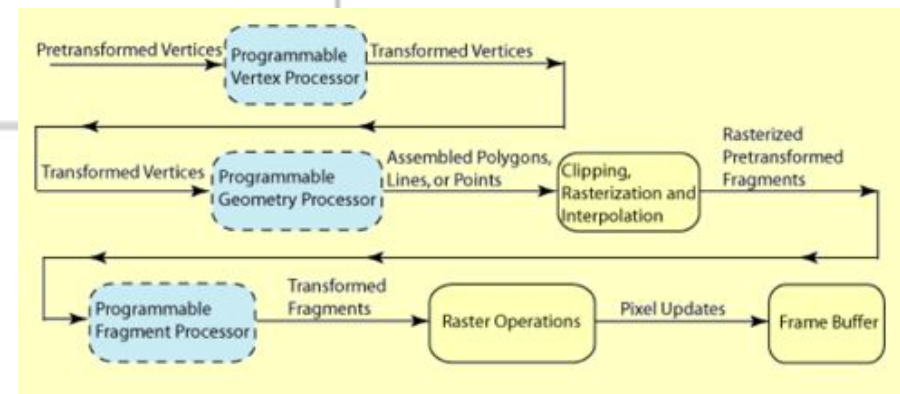 Pretransformed Vertices
Programmable
Vertex Processor
Transformed Vertices
Transformed Vertices
Programmable
Geometry Processor
Assembled Polygons,
Lines, or Points
Clipping,
Rasterization and
Interpolation
Rasterized
Pretransformed
Fragments
Programmable
Fragment Processor
Transformed
Fragments
Raster Operations
Pixel Updates
Frame Buffer